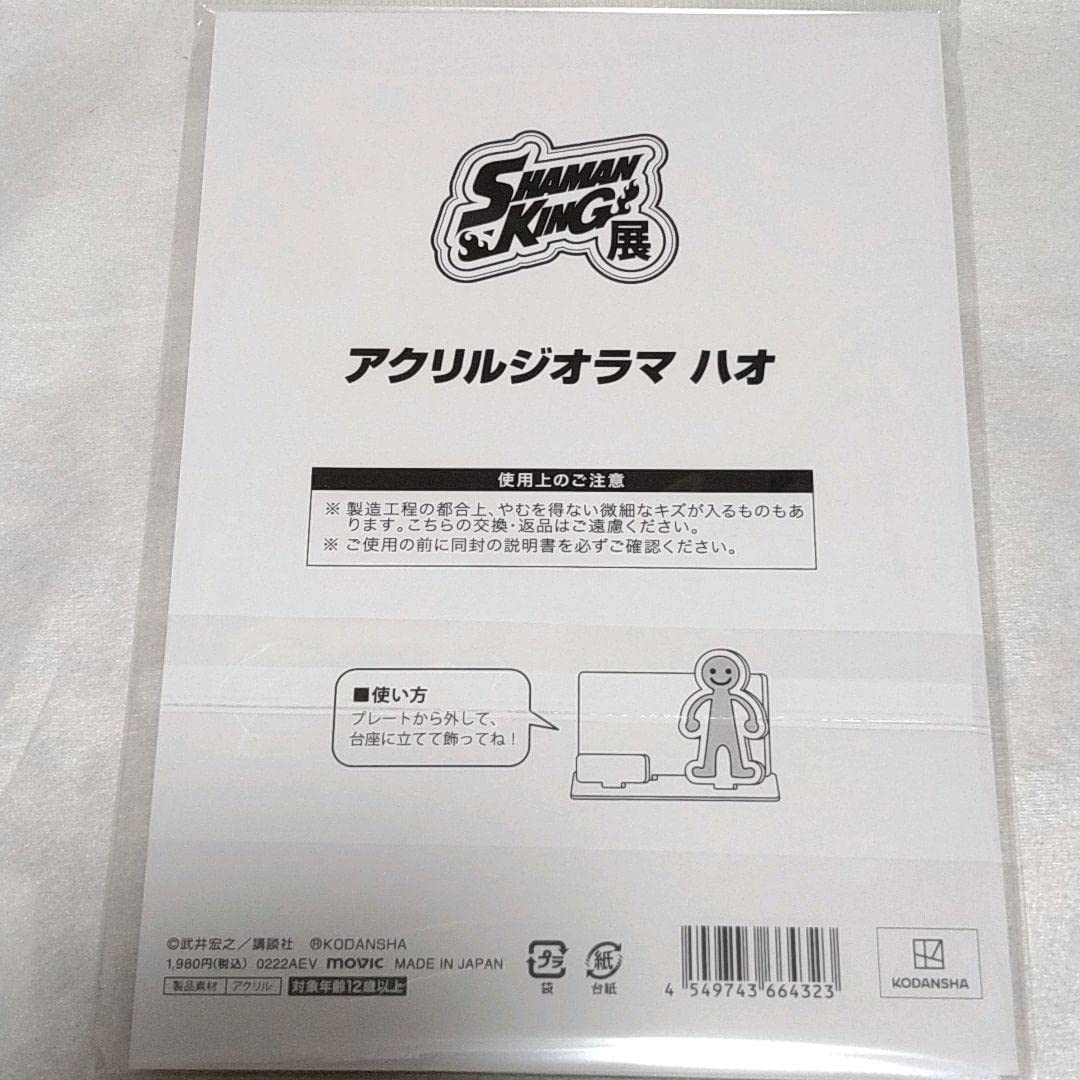 SHAMAN
KING
展
アクリルジオラマ ハオ
使用上のご注意
※ 製造工程の都合上、やむを得ない微細なキズが入るものもあ
ります。こちらの交換・返品はご遠慮ください。
※ ご使用の前に同封の説明書を必ずご確認ください。
■使い方
プレートから外して、
台座に立てて飾ってね！
©武井宏之／講談社 ®KODANSHA
1,980円(税込) 0222AEV movic MADE IN JAPAN
製品素材 アクリル 対象年齢12歳以上
プラ
袋
紙
台紙
4 549743 664323
KODANSHA